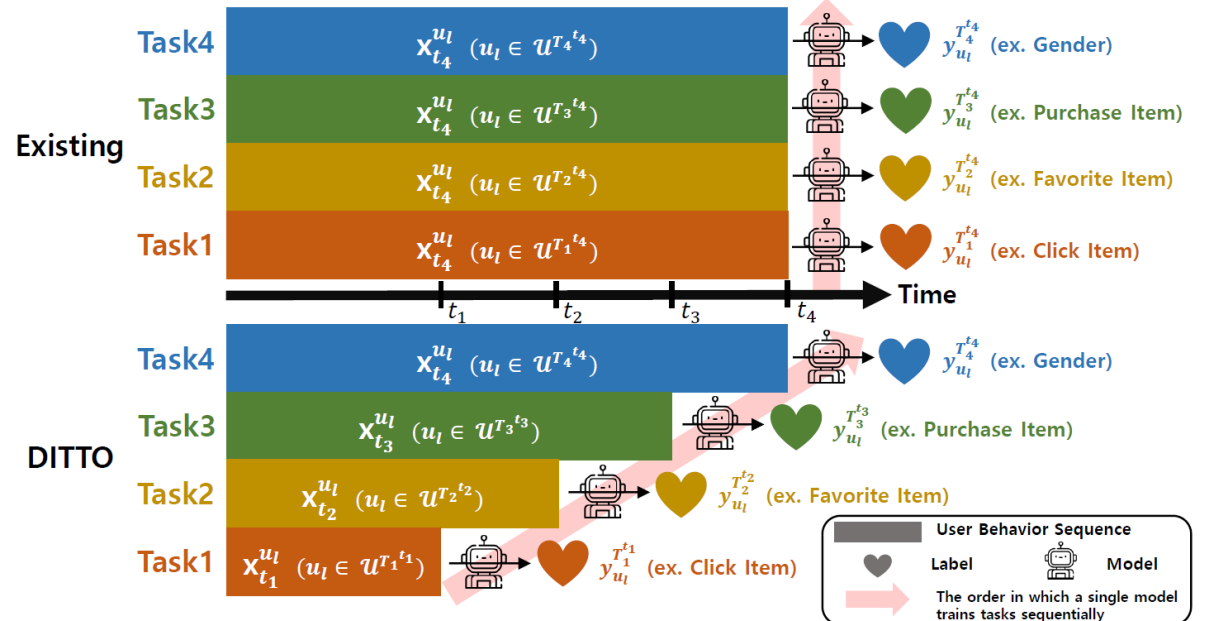 Existing
Task4
x_{t_4}^{u_l} (u_l ∈ 𝒰^{T_4^{t_4}})
y_{u_l}^{T_4^{t_4}} (ex. Gender)
Task3
x_{t_4}^{u_l} (u_l ∈ 𝒰^{T_3^{t_4}})
y_{u_l}^{T_3^{t_4}} (ex. Purchase Item)
Task2
x_{t_4}^{u_l} (u_l ∈ 𝒰^{T_2^{t_4}})
y_{u_l}^{T_2^{t_4}} (ex. Favorite Item)
Task1
x_{t_4}^{u_l} (u_l ∈ 𝒰^{T_1^{t_4}})
y_{u_l}^{T_1^{t_4}} (ex. Click Item)
t_1 t_2 t_3 t_4 Time
DITTO
Task4
x_{t_4}^{u_l} (u_l ∈ 𝒰^{T_4^{t_4}})
y_{u_l}^{T_4^{t_4}} (ex. Gender)
Task3
x_{t_3}^{u_l} (u_l ∈ 𝒰^{T_3^{t_3}})
y_{u_l}^{T_3^{t_3}} (ex. Purchase Item)
Task2
x_{t_2}^{u_l} (u_l ∈ 𝒰^{T_2^{t_2}})
y_{u_l}^{T_2^{t_2}} (ex. Favorite Item)
Task1
x_{t_1}^{u_l} (u_l ∈ 𝒰^{T_1^{t_1}})
y_{u_l}^{T_1^{t_1}} (ex. Click Item)
User Behavior Sequence
Label
Model
The order in which a single model
trains tasks sequentially